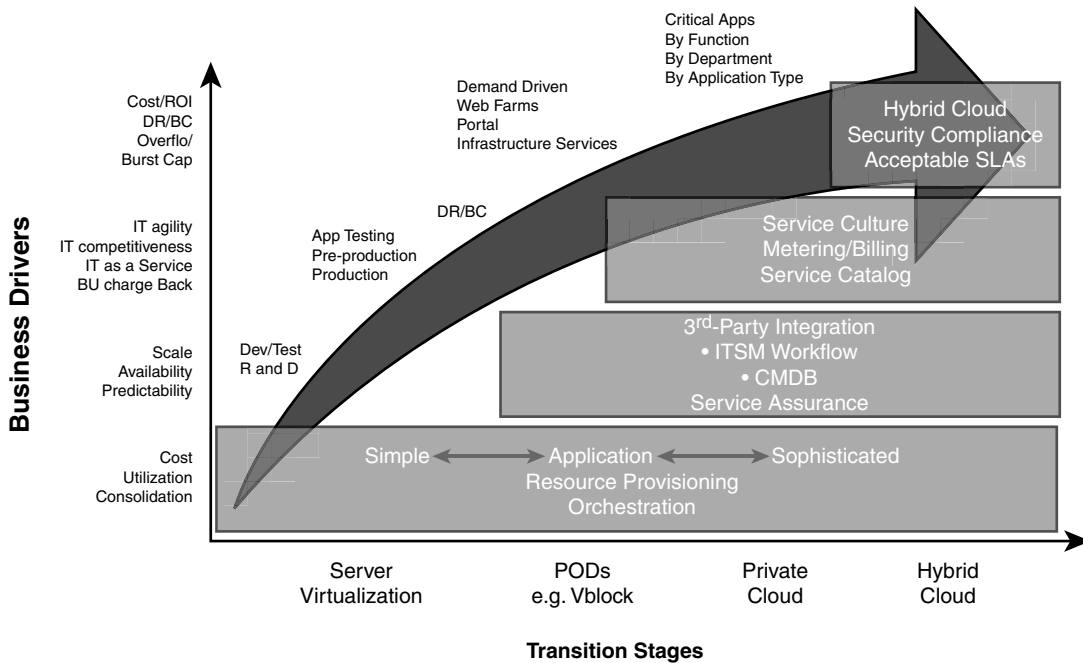 Critical Apps
By Function
By Department
By Application Type
Demand Driven
Web Farms
Portal
Infrastructure Services
DR/BC
App Testing
Pre-production
Production
Dev/Test
R and D
Business Drivers
Cost/ROI
DR/BC
Overflo/
Burst Cap
IT agility
IT competitiveness
IT as a Service
BU charge Back
Scale
Availability
Predictability
Cost
Utilization
Consolidation
Hybrid Cloud
Security Compliance
Acceptable SLAs
Service Culture
Metering/Billing
Service Catalog
3rd-Party Integration
• ITSM Workflow
• CMDB
Service Assurance
Simple Application Sophisticated
Resource Provisioning
Orchestration
Server
Virtualization
PODs
e.g. Vblock
Private
Cloud
Hybrid
Cloud
Transition Stages